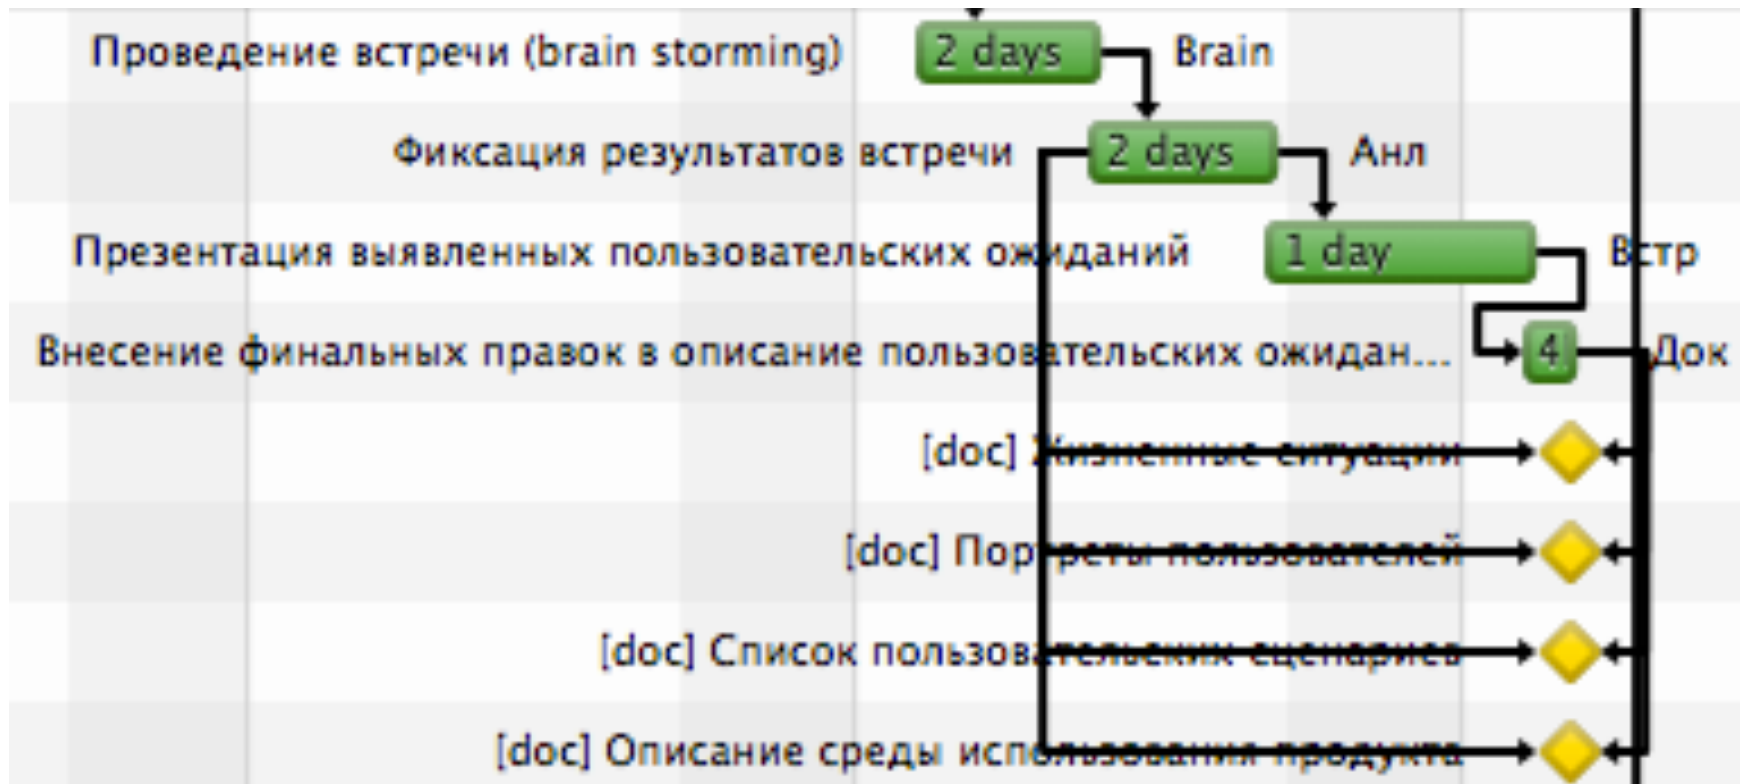 Проведение встречи (brain storming) 2 days Brain
Фиксация результатов встречи 2 days Анл
Презентация выявленных пользовательских ожиданий 1 day Встр
Внесение финальных правок в описание пользовательских ожидан... 4 Док
[doc] Жизненные ситуации
[doc] Портреты пользователей
[doc] Список пользовательских сценариев
[doc] Описание среды использования продукта